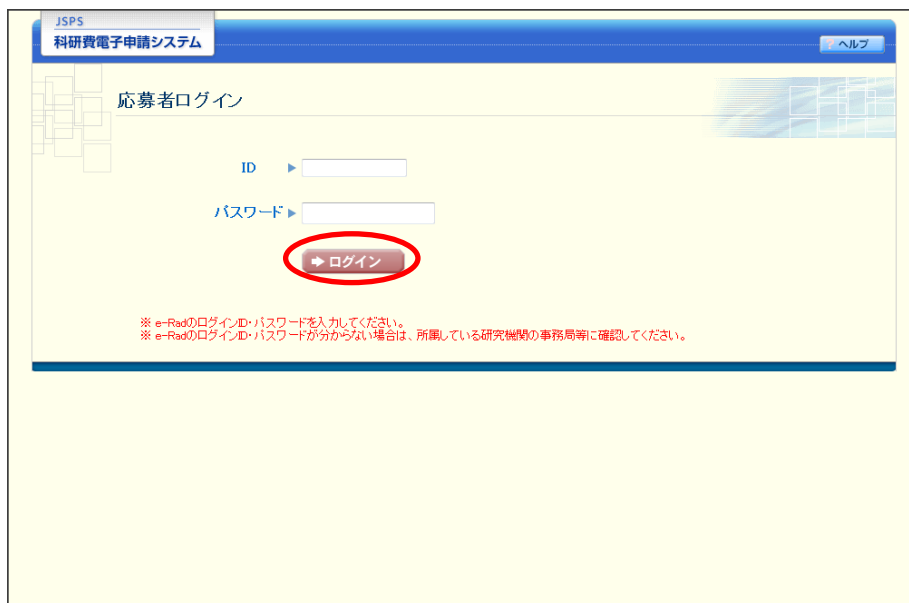 JSPS
科研費電子申請システム
? ヘルプ
応募者ログイン
ID
パスワード
ログイン
※ e-RadのログインID・パスワードを入力してください。
※ e-RadのログインID・パスワードが分からない場合は、所属している研究機関の事務局等に確認してください。